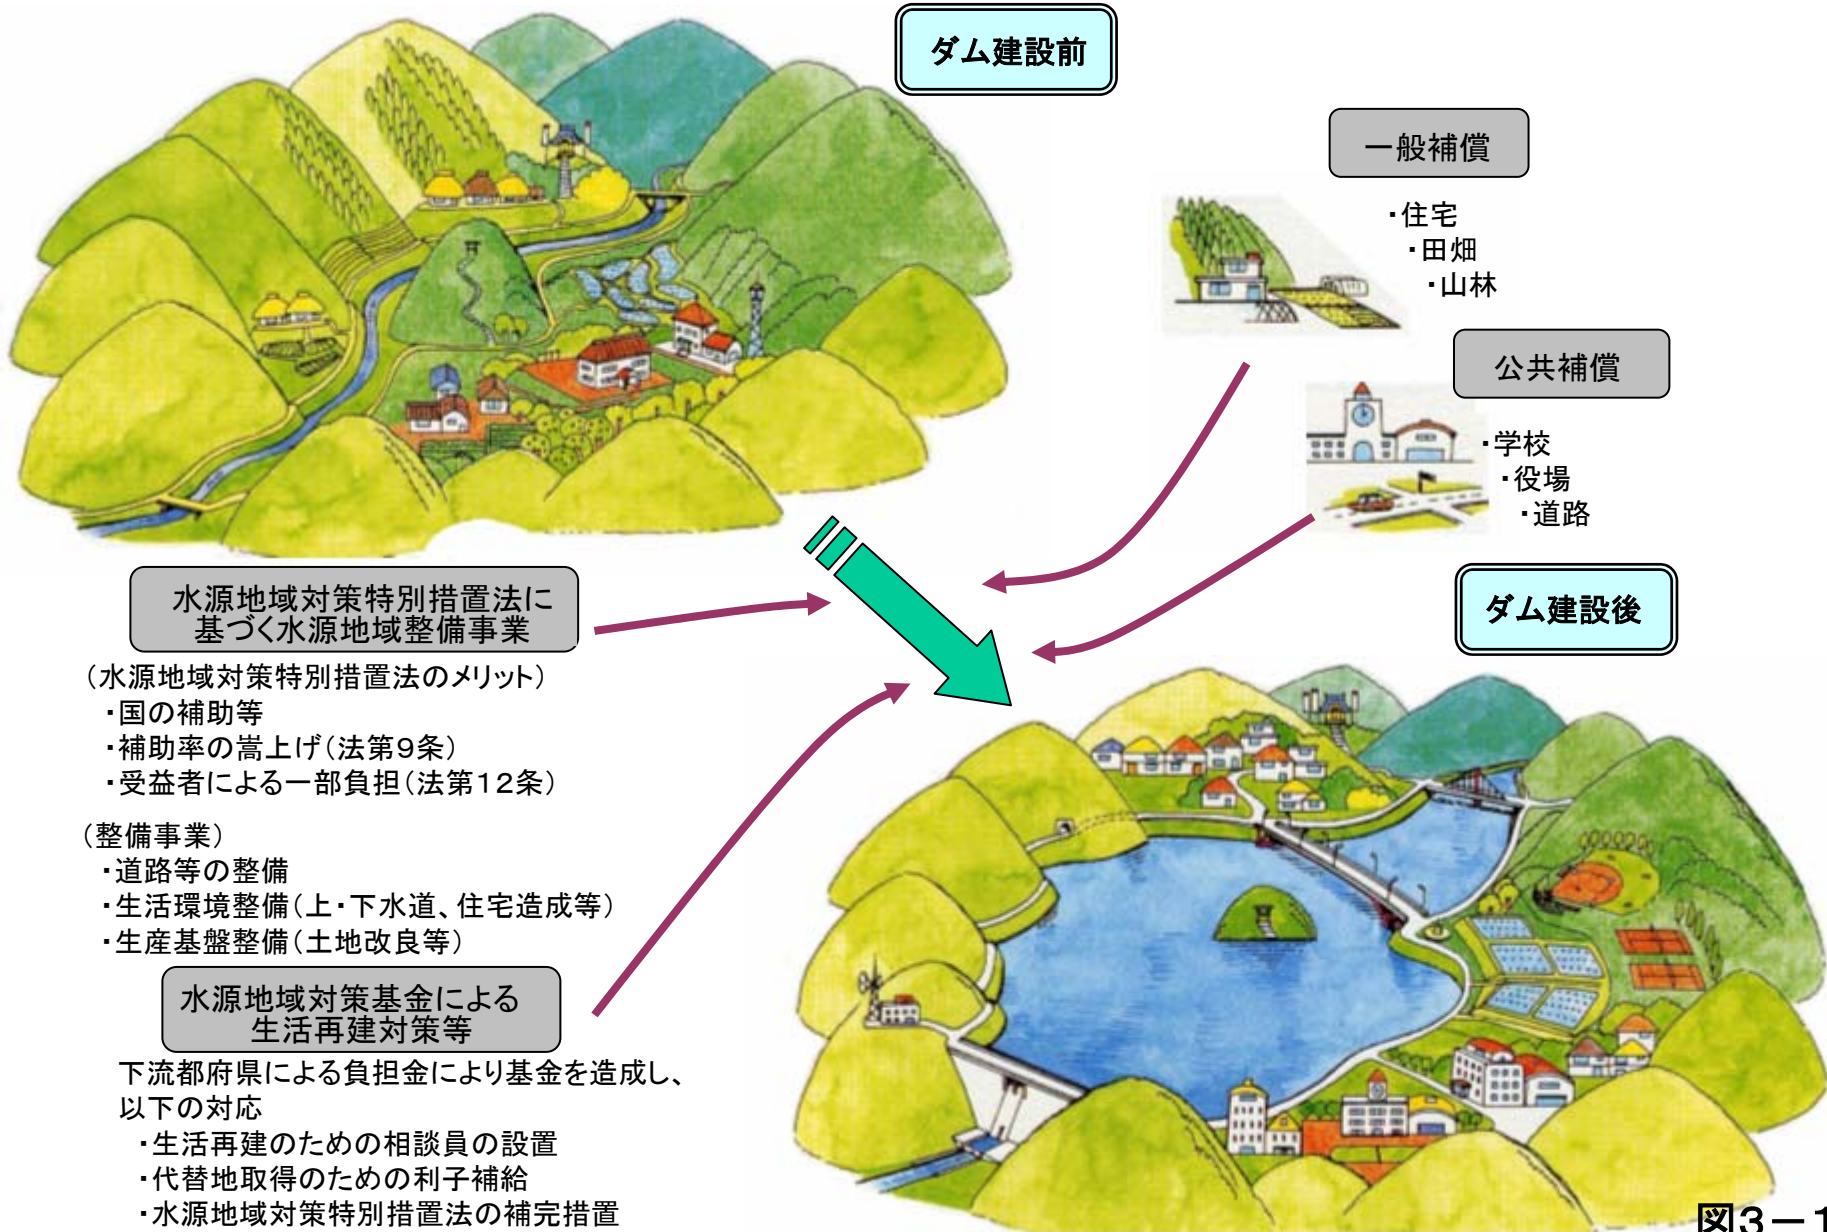 ダム建設前
一般補償
・住宅
・田畑
・山林
公共補償
・学校
・役場
・道路
ダム建設後
水源地域対策特別措置法に
基づく水源地域整備事業
（水源地域対策特別措置法のメリット）
・国の補助等
・補助率の嵩上げ（法第９条）
・受益者による一部負担（法第１２条）
（整備事業）
・道路等の整備
・生活環境整備（上・下水道、住宅造成等）
・生産基盤整備（土地改良等）
水源地域対策基金による
生活再建対策等
下流都府県による負担金により基金を造成し、
以下の対応
・生活再建のための相談員の設置
・代替地取得のための利子補給
・水源地域対策特別措置法の補完措置
図３－１